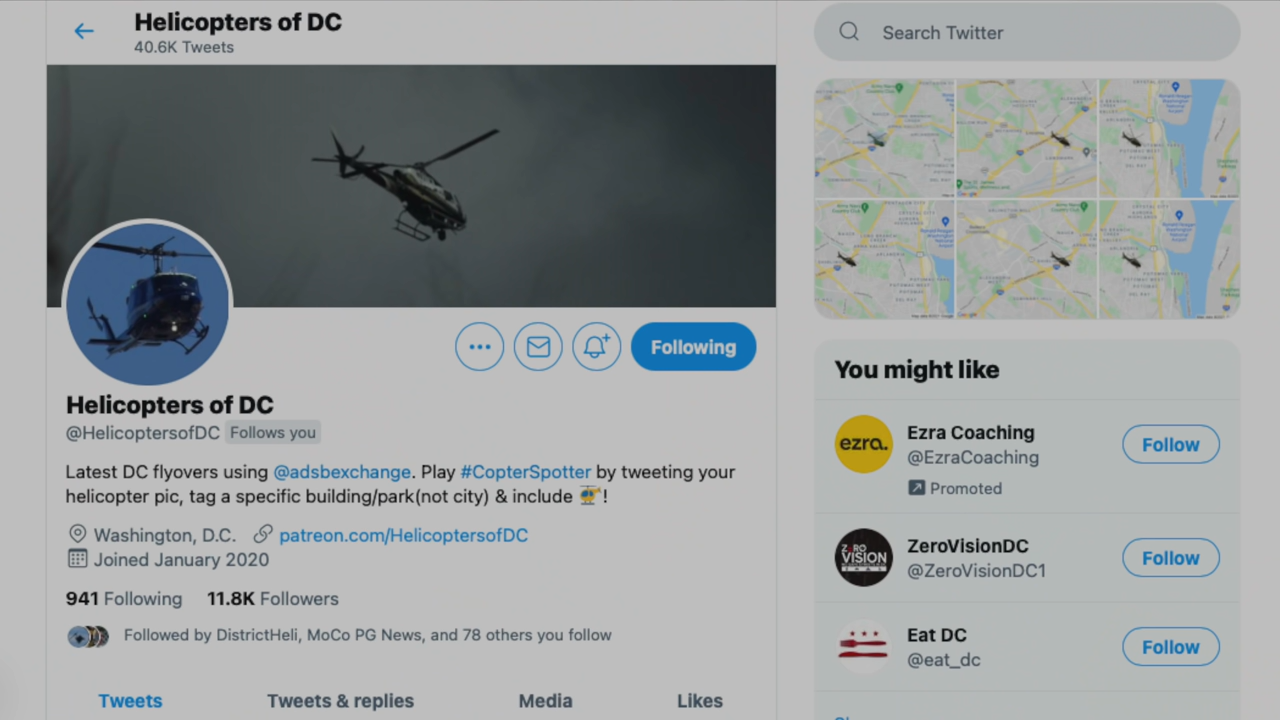 Helicopters of DC
40.6K Tweets
Search Twitter
Following
Helicopters of DC
@HelicoptersofDC Follows you
Latest DC flyovers using @adsbexchange. Play #CopterSpotter by tweeting your
helicopter pic, tag a specific building/park(not city) & include 🚁!
Washington, D.C. patreon.com/HelicoptersofDC
Joined January 2020
941 Following 11.8K Followers
Followed by DistrictHeli, MoCo PG News, and 78 others you follow
Tweets Tweets & replies Media Likes
You might like
ezra.
Ezra Coaching
@EzraCoaching
Promoted
Follow
ZERO
VISION
ZeroVisionDC
@ZeroVisionDC1
Follow
Eat DC
@eat_dc
Follow